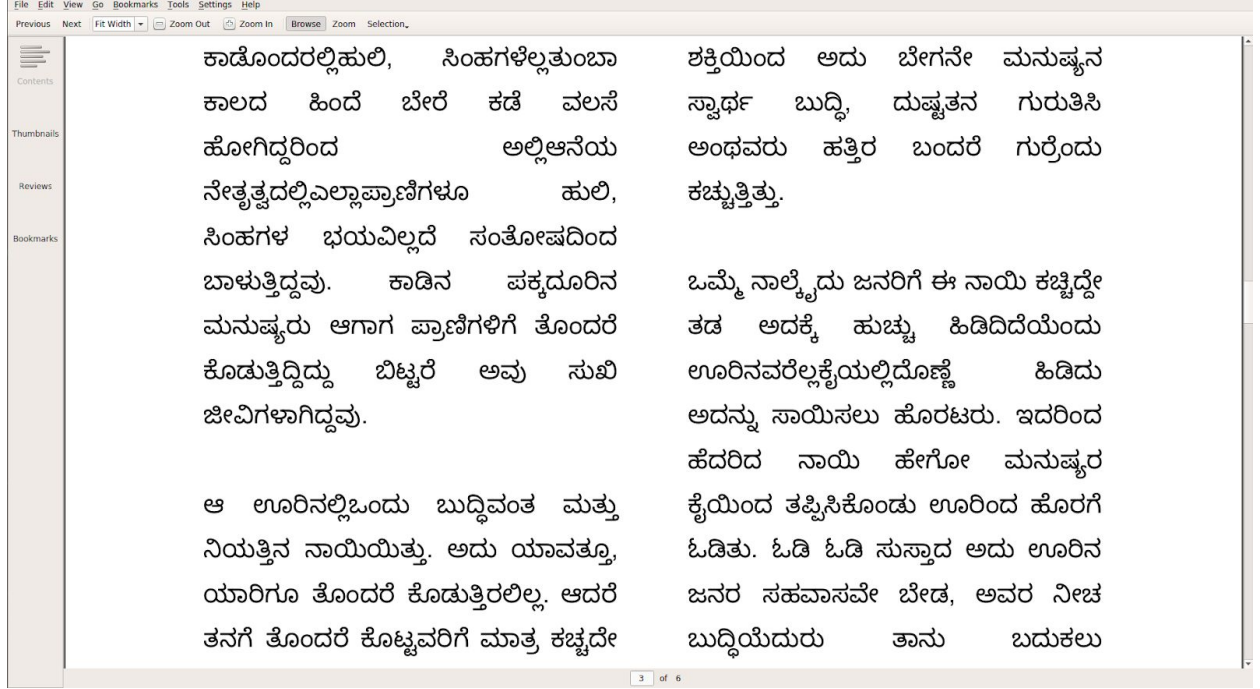 File Edit View Go Bookmarks Tools Settings Help
Previous Next Fit Width Zoom Out Zoom In Browse Zoom Selection
Contents
Thumbnails
Reviews
Bookmarks
ಕಾಡೊಂದರಲ್ಲಿಹುಲಿ, ಸಿಂಹಗಳೆಲ್ಲತುಂಬಾ
ಕಾಲದ ಹಿಂದೆ ಬೇರೆ ಕಡೆ ವಲಸೆ
ಹೋಗಿದ್ದರಿಂದ ಅಲ್ಲಿಆನೆಯ
ನೇತೃತ್ವದಲ್ಲಿಎಲ್ಲಾಪ್ರಾಣಿಗಳೂ ಹುಲಿ,
ಸಿಂಹಗಳ ಭಯವಿಲ್ಲದೆ ಸಂತೋಷದಿಂದ
ಬಾಳುತ್ತಿದ್ದವು. ಕಾಡಿನ ಪಕ್ಕದೂರಿನ
ಮನುಷ್ಯರು ಆಗಾಗ ಪ್ರಾಣಿಗಳಿಗೆ ತೊಂದರೆ
ಕೊಡುತ್ತಿದ್ದಿದ್ದು ಬಿಟ್ಟರೆ ಅವು ಸುಖಿ
ಜೀವಿಗಳಾಗಿದ್ದವು.
ಆ ಊರಿನಲ್ಲಿಒಂದು ಬುದ್ಧಿವಂತ ಮತ್ತು
ನಿಯತ್ತಿನ ನಾಯಿಯಿತ್ತು. ಅದು ಯಾವತ್ತೂ,
ಯಾರಿಗೂ ತೊಂದರೆ ಕೊಡುತ್ತಿರಲಿಲ್ಲ. ಆದರೆ
ತನಗೆ ತೊಂದರೆ ಕೊಟ್ಟವರಿಗೆ ಮಾತ್ರ ಕಚ್ಚದೇ
ಶಕ್ತಿಯಿಂದ ಅದು ಬೇಗನೇ ಮನುಷ್ಯನ
ಸ್ವಾರ್ಥ ಬುದ್ಧಿ, ದುಷ್ಟತನ ಗುರುತಿಸಿ
ಅಂಥವರು ಹತ್ತಿರ ಬಂದರೆ ಗುರ್ರೆಂದು
ಕಚ್ಚುತ್ತಿತ್ತು.
ಒಮ್ಮೆ ನಾಲ್ಕೈದು ಜನರಿಗೆ ಈ ನಾಯಿ ಕಚ್ಚಿದ್ದೇ
ತಡ ಅದಕ್ಕೆ ಹುಚ್ಚು ಹಿಡಿದಿದೆಯೆಂದು
ಊರಿನವರೆಲ್ಲಕೈಯಲ್ಲಿದೊಣ್ಣೆ ಹಿಡಿದು
ಅದನ್ನು ಸಾಯಿಸಲು ಹೊರಟರು. ಇದರಿಂದ
ಹೆದರಿದ ನಾಯಿ ಹೇಗೋ ಮನುಷ್ಯರ
ಕೈಯಿಂದ ತಪ್ಪಿಸಿಕೊಂಡು ಊರಿಂದ ಹೊರಗೆ
ಓಡಿತು. ಓಡಿ ಓಡಿ ಸುಸ್ತಾದ ಅದು ಊರಿನ
ಜನರ ಸಹವಾಸವೇ ಬೇಡ, ಅವರ ನೀಚ
ಬುದ್ಧಿಯೆದುರು ತಾನು ಬದುಕಲು
3 of 6